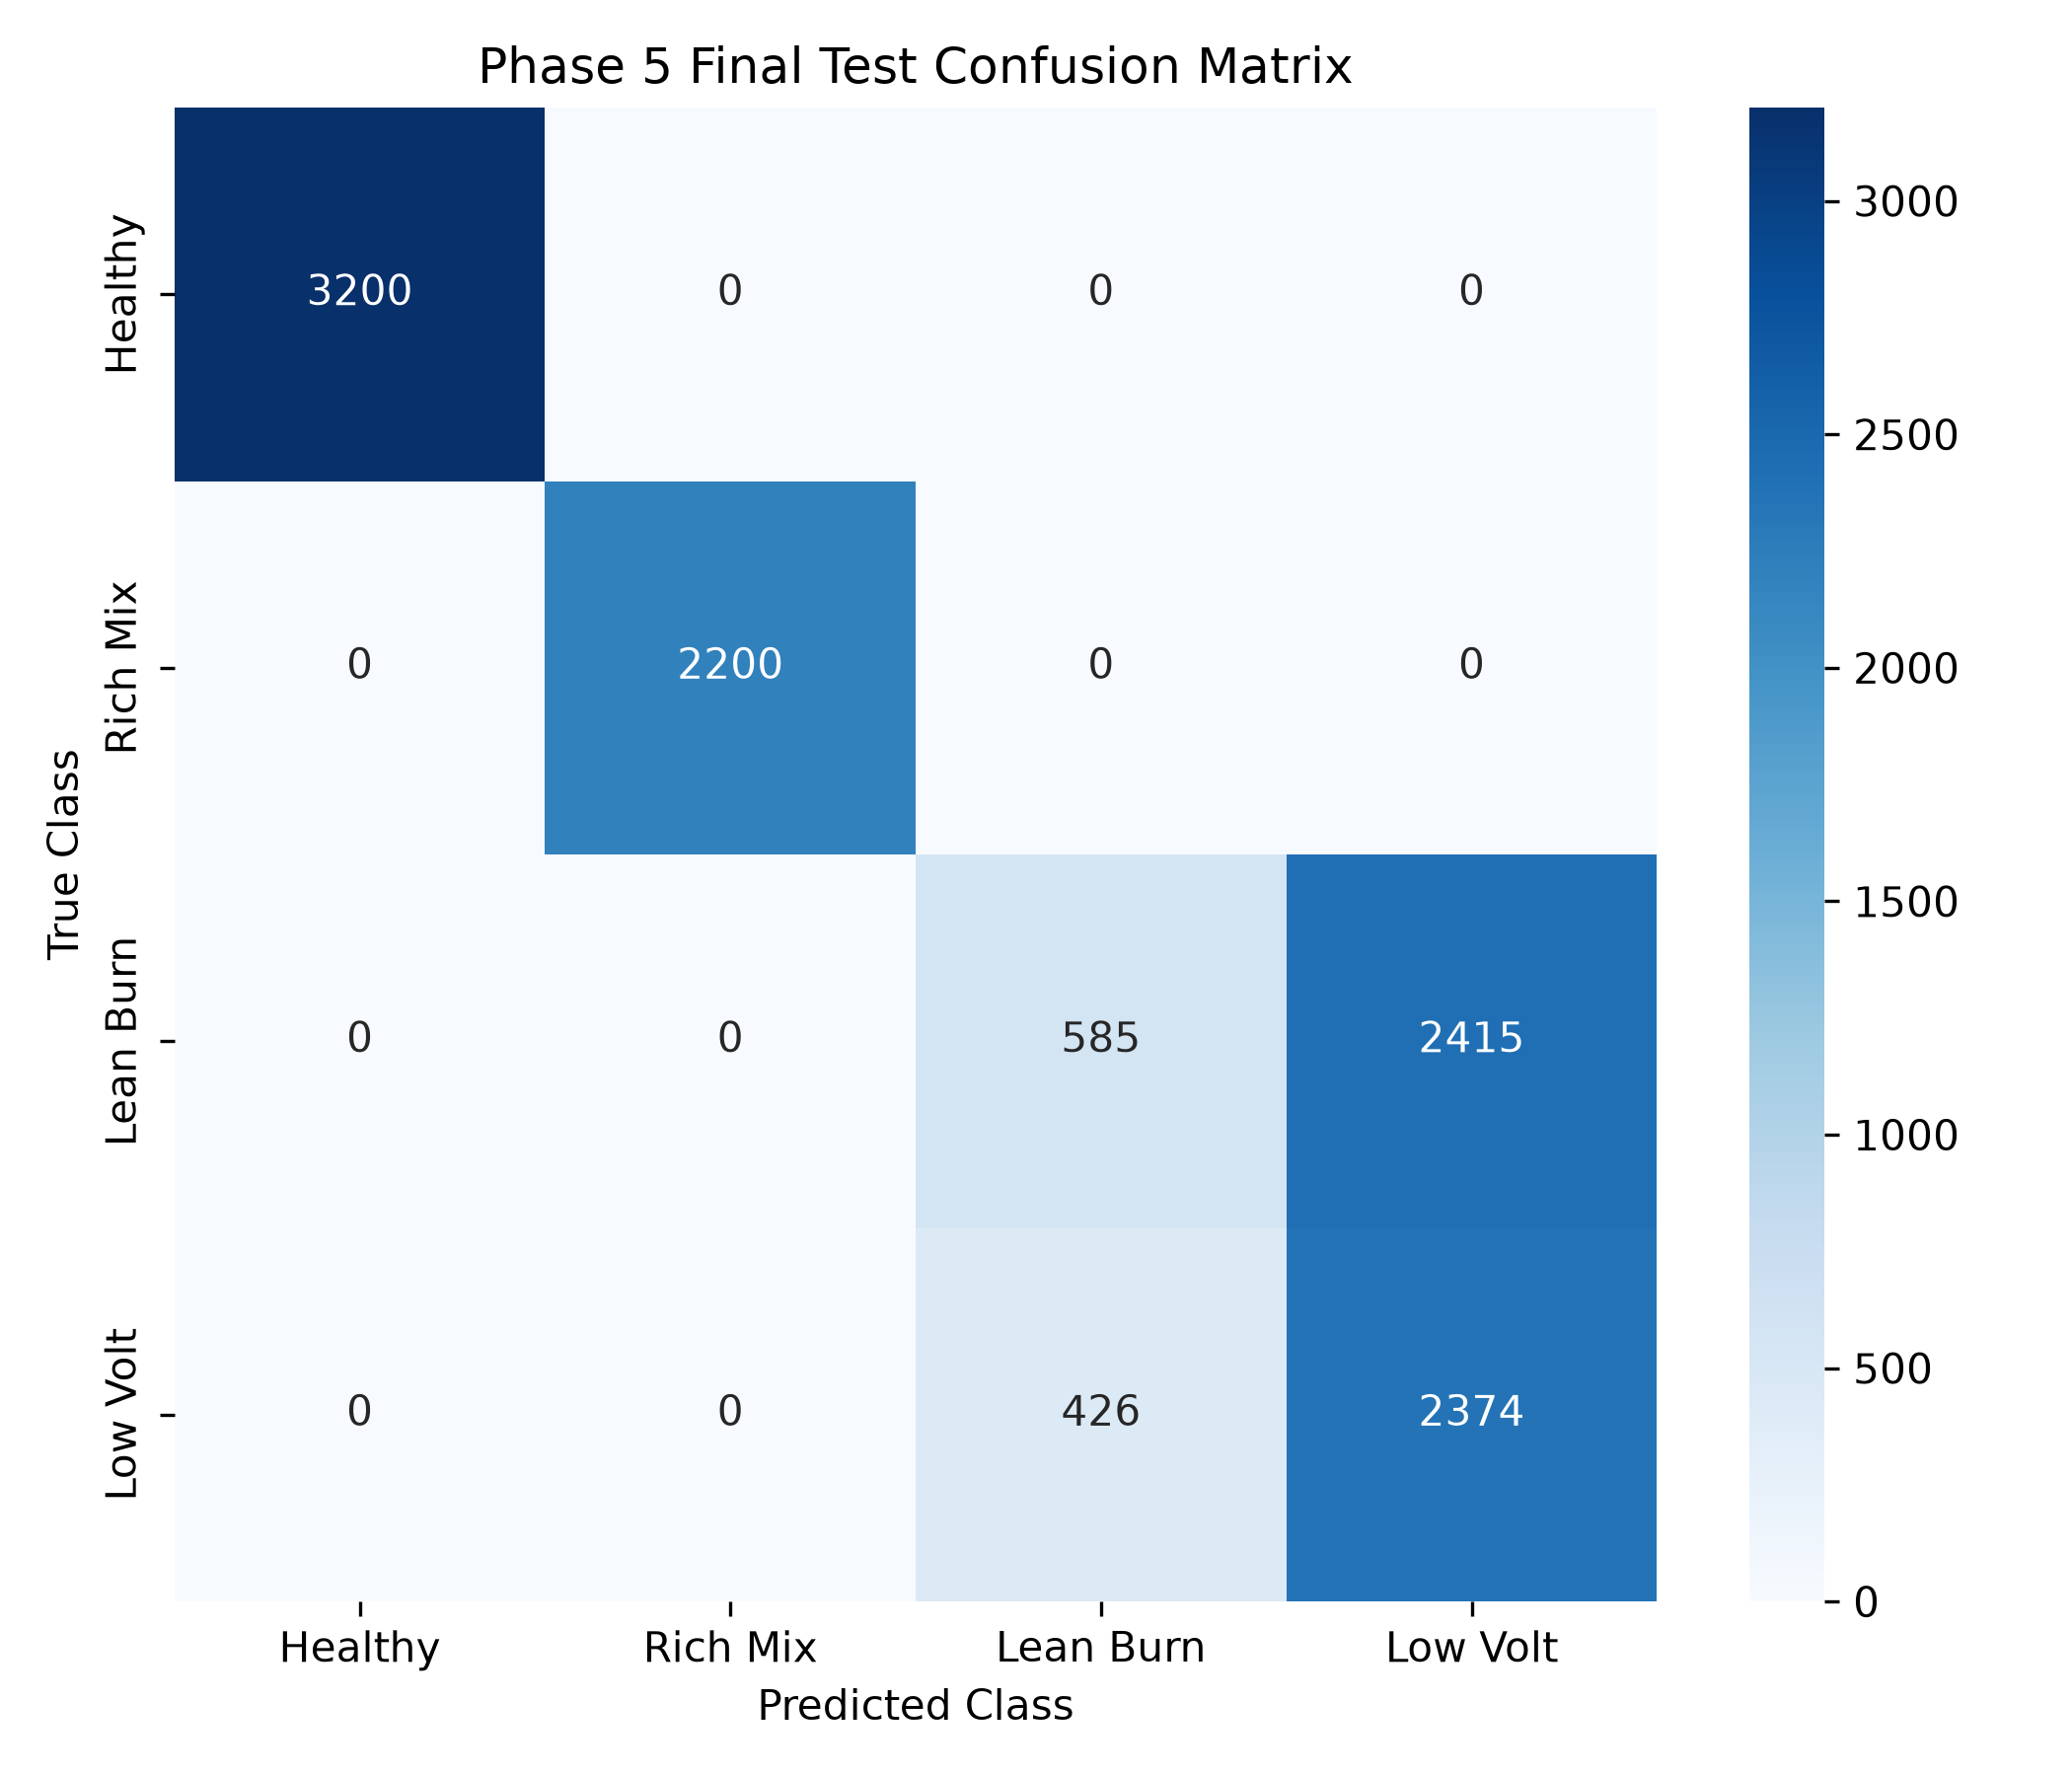 Phase 5 Final Test Confusion Matrix
True Class
Healthy
3200 0 0 0
Rich Mix
0 2200 0 0
Lean Burn
0 0 585 2415
Low Volt
0 0 426 2374
Healthy Rich Mix Lean Burn Low Volt
Predicted Class
3000
2500
2000
1500
1000
500
0